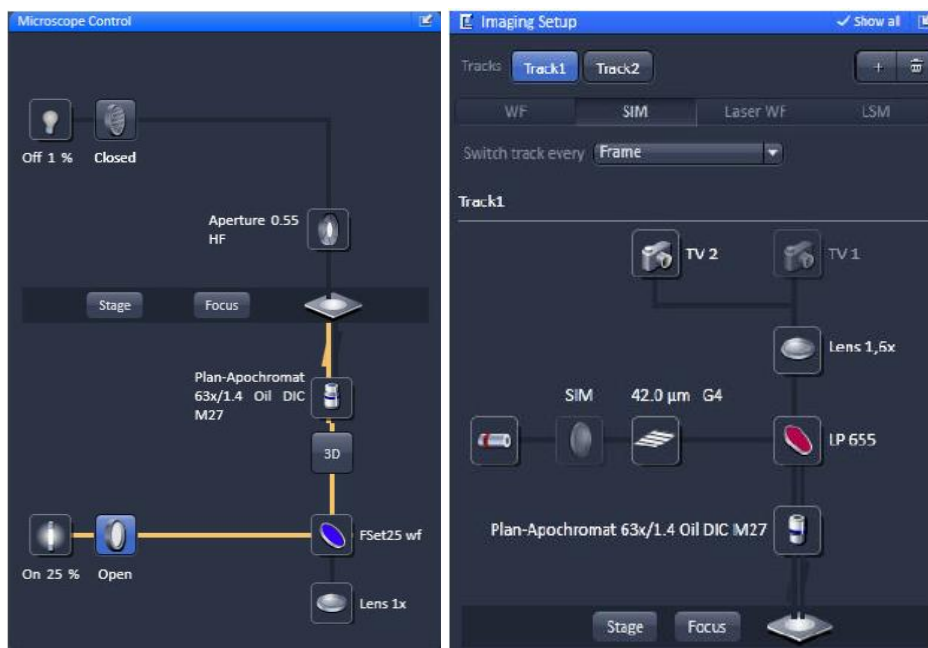 Microscope Control
Off 1 %
Closed
Aperture 0.55
HF
Stage
Focus
Plan-Apochromat
63x/1.4 Oil DIC
M27
3D
FSet25 wf
On 25 %
Open
Lens 1x
Imaging Setup
Show all
Tracks
Track1
Track2
+
WF
SIM
Laser WF
LSM
Switch track every
Frame
Track1
TV 2
TV 1
Lens 1,6x
SIM
42.0 µm G4
LP 655
Plan-Apochromat 63x/1.4 Oil DIC M27
Stage
Focus